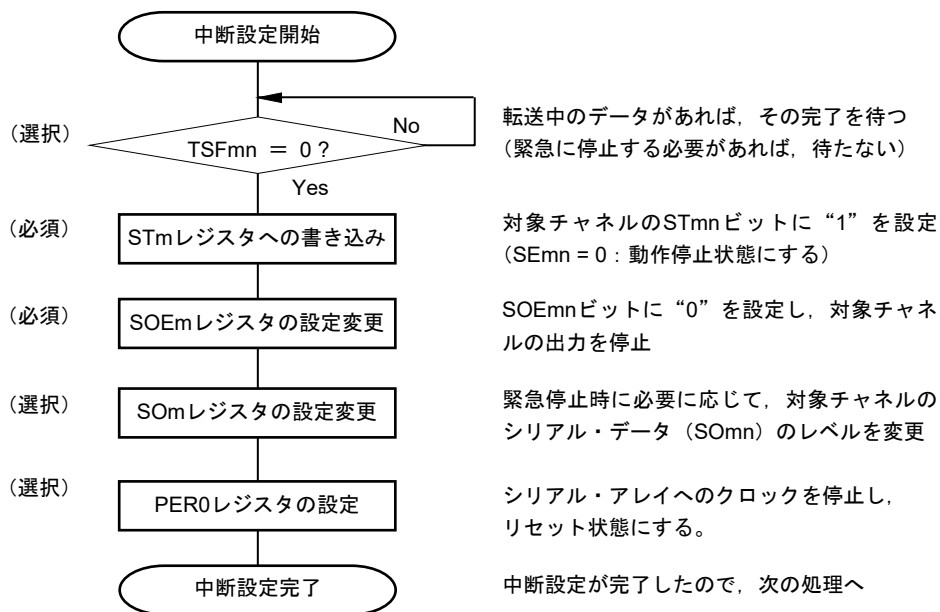 中断設定開始
(選択)
TSFmn = 0?
No
Yes
転送中のデータがあれば，その完了を待つ
(緊急に停止する必要があれば，待たない)
(必須)
STmレジスタへの書き込み
対象チャネルのSTmnビットに“1”を設定
(SEmn = 0：動作停止状態にする)
(必須)
SOEmレジスタの設定変更
SOEmnビットに“0”を設定し，対象チャネ
ルの出力を停止
(選択)
SOmレジスタの設定変更
緊急停止時に必要に応じて，対象チャネルの
シリアル・データ（SOmn）のレベルを変更
(選択)
PER0レジスタの設定
シリアル・アレイへのクロックを停止し，
リセット状態にする。
中断設定完了
中断設定が完了したので，次の処理へ